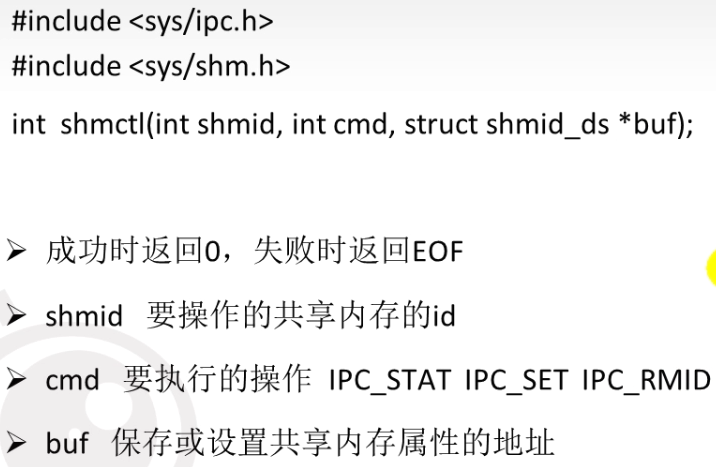 #include <sys/ipc.h>
#include <sys/shm.h>
int shmctl(int shmid, int cmd, struct shmid_ds *buf);
➢ 成功时返回0，失败时返回EOF
➢ shmid 要操作的共享内存的id
➢ cmd 要执行的操作 IPC_STAT IPC_SET IPC_RMID
➢ buf 保存或设置共享内存属性的地址